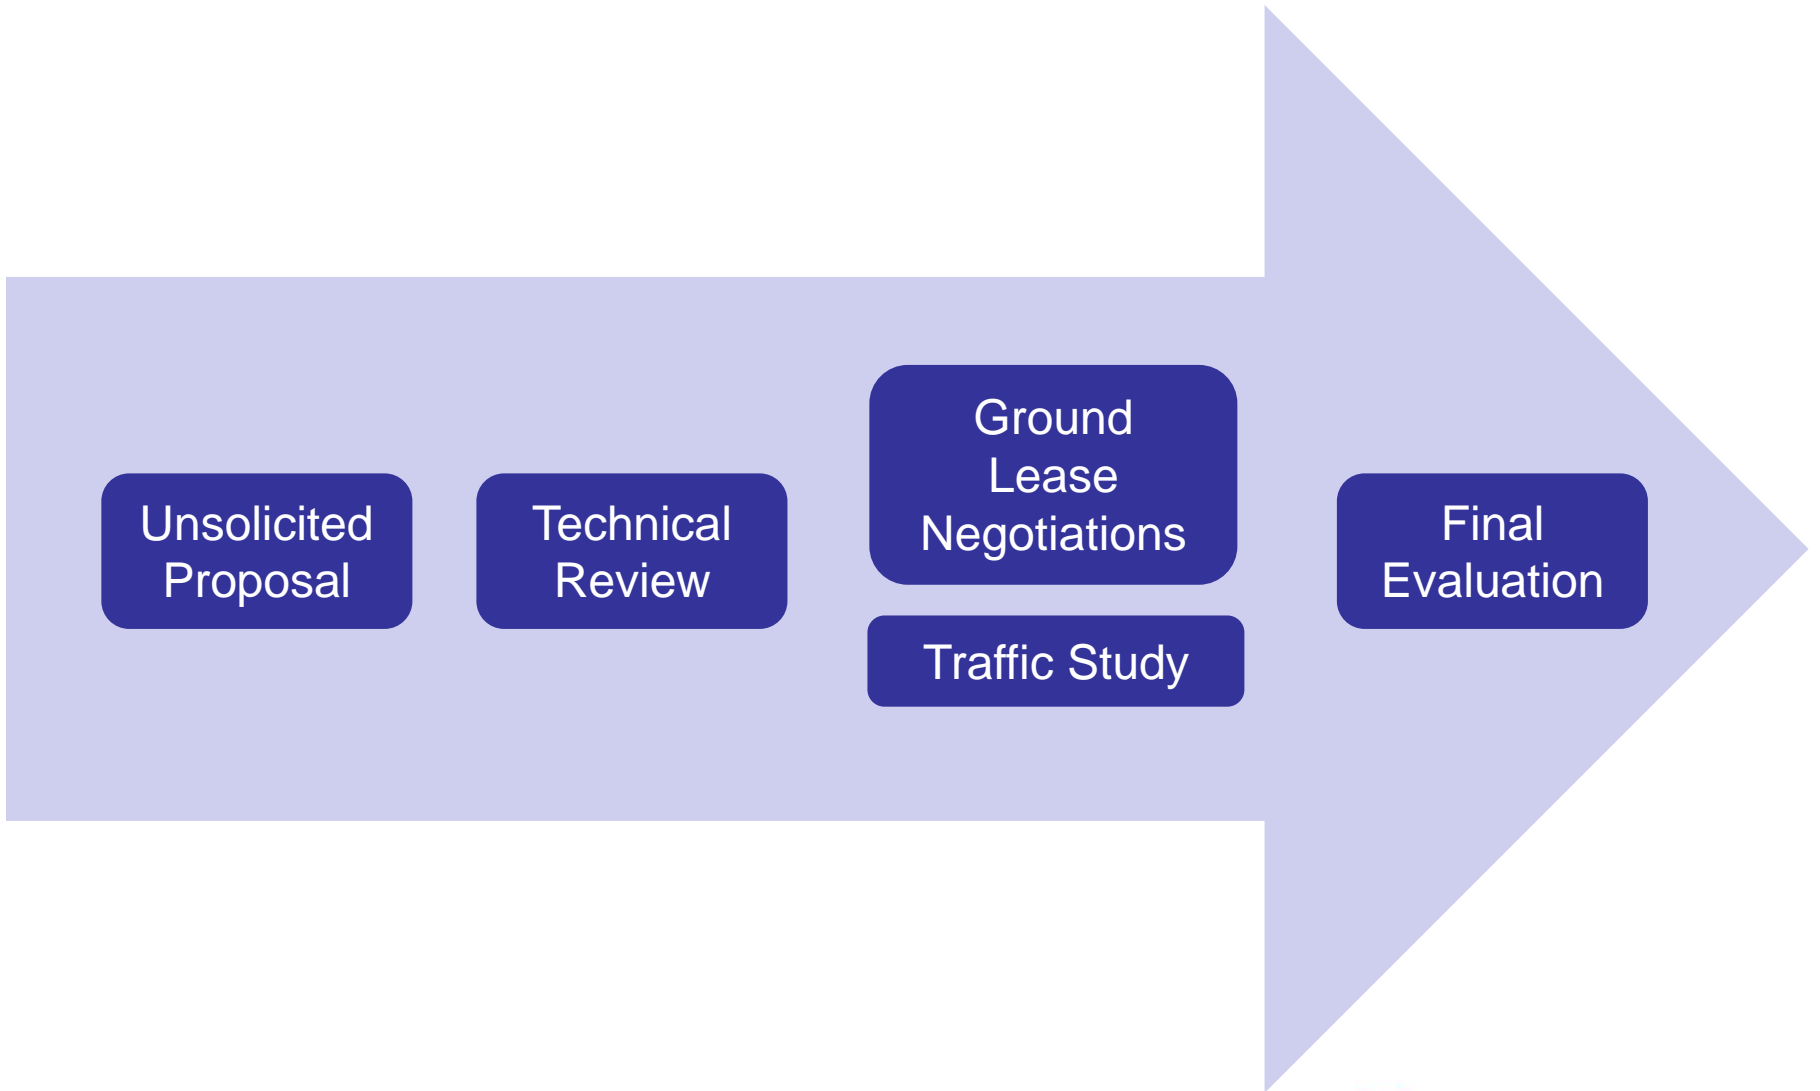 Unsolicited
Proposal
Technical
Review
Ground
Lease
Negotiations
Traffic Study
Final
Evaluation